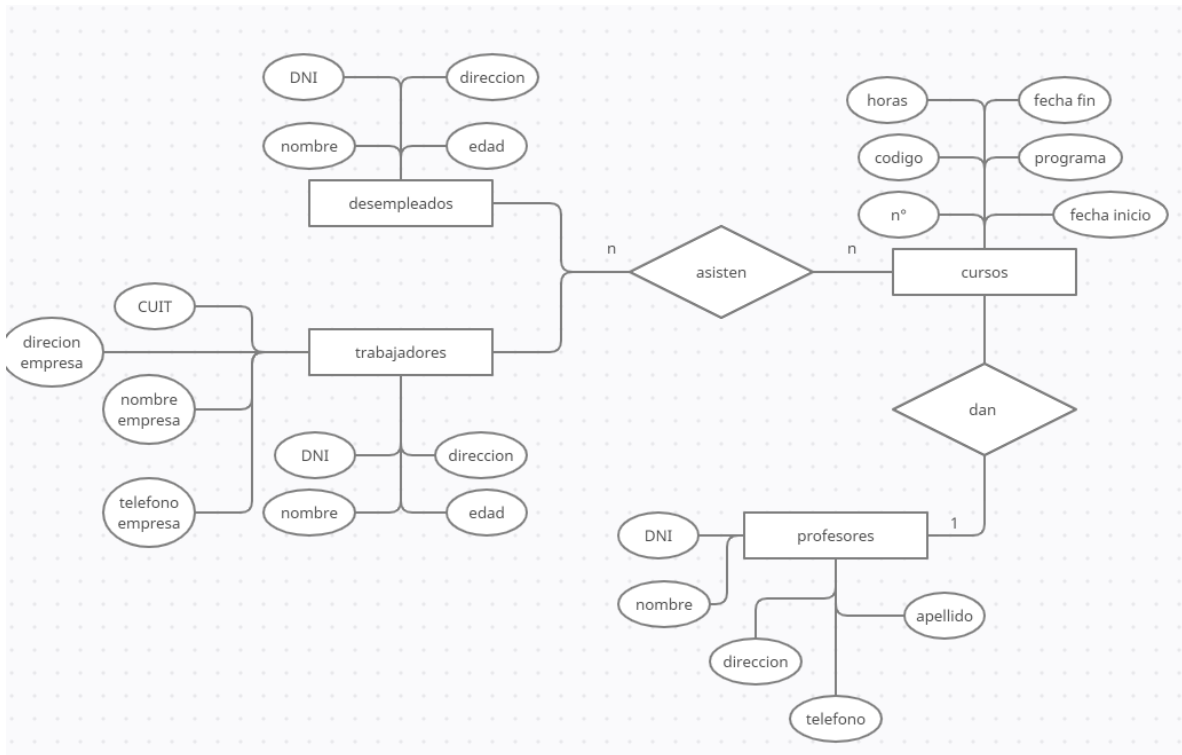 DNI
direccion
nombre
edad
desempleados
horas
fecha fin
codigo
programa
n°
fecha inicio
cursos
n
asisten
n
CUIT
direcion
empresa
nombre
empresa
telefono
empresa
trabajadores
DNI
direccion
nombre
edad
dan
1
profesores
DNI
nombre
apellido
direccion
telefono